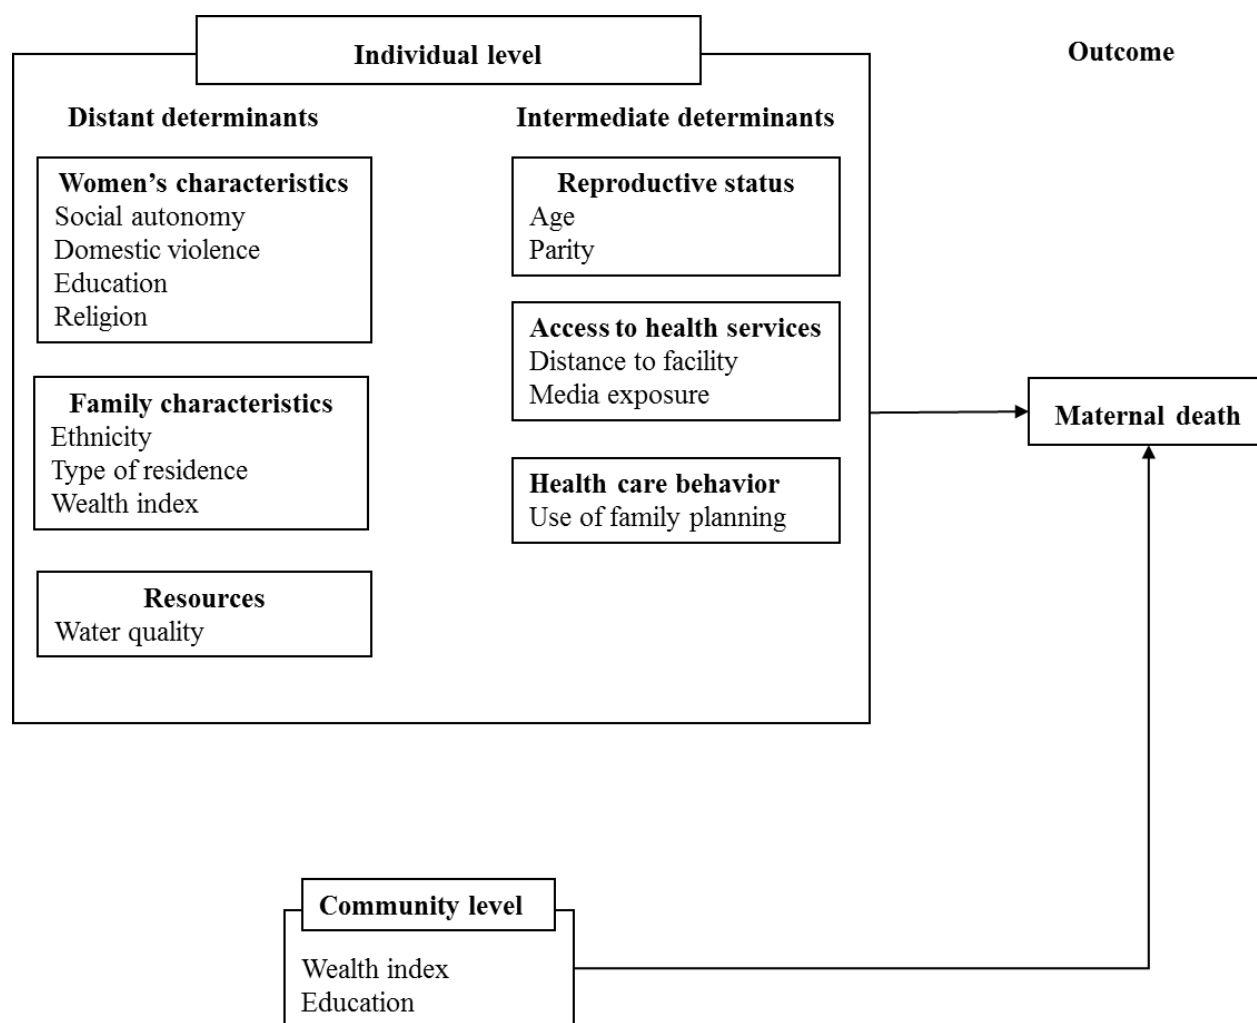 Individual level
Outcome
Distant determinants
Women's characteristics
Social autonomy
Domestic violence
Education
Religion
Family characteristics
Ethnicity
Type of residence
Wealth index
Resources
Water quality
Intermediate determinants
Reproductive status
Age
Parity
Access to health services
Distance to facility
Media exposure
Health care behavior
Use of family planning
Maternal death
Community level
Wealth index
Education